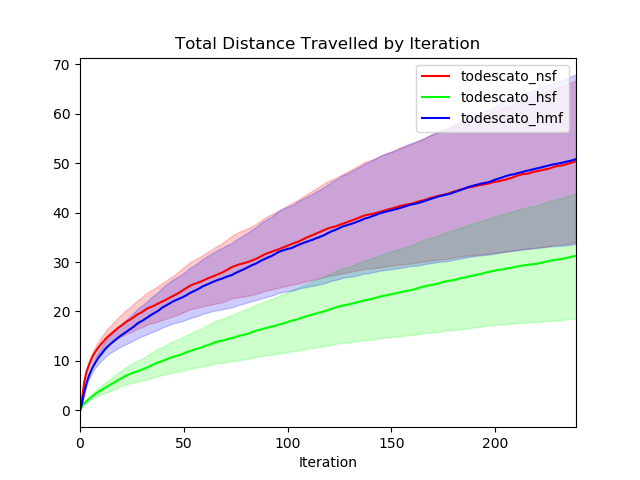 Total Distance Travelled by Iteration
70
60
50
40
30
20
10
0
todescato_nsf
todescato_hsf
todescato_hmf
0 50 100 150 200
Iteration